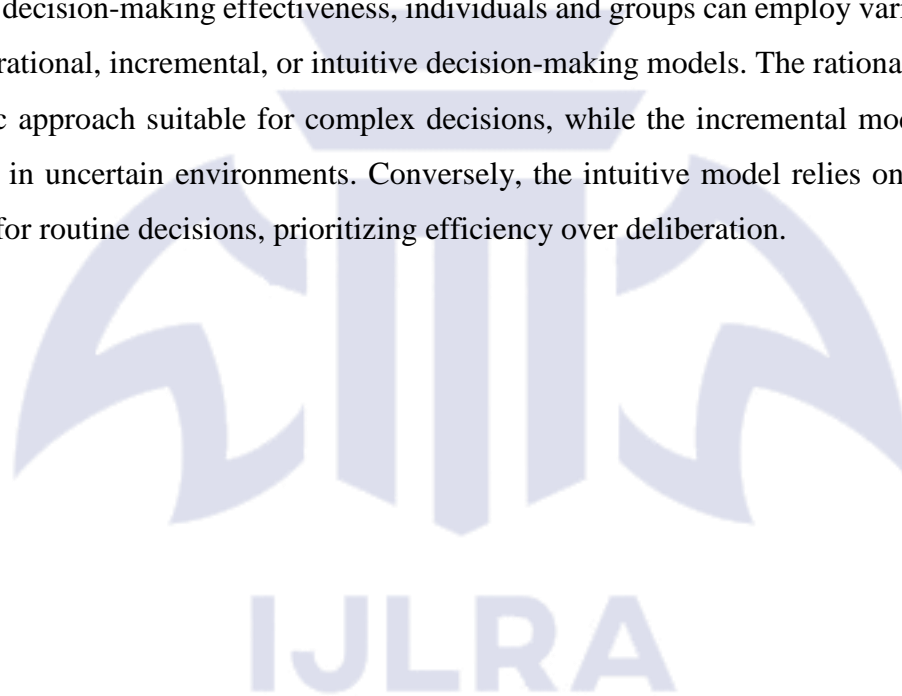 decision-making effectiveness, individuals and groups can employ vari
rational, incremental, or intuitive decision-making models. The rationa
c approach suitable for complex decisions, while the incremental mod
in uncertain environments. Conversely, the intuitive model relies on
for routine decisions, prioritizing efficiency over deliberation.
IJLRA